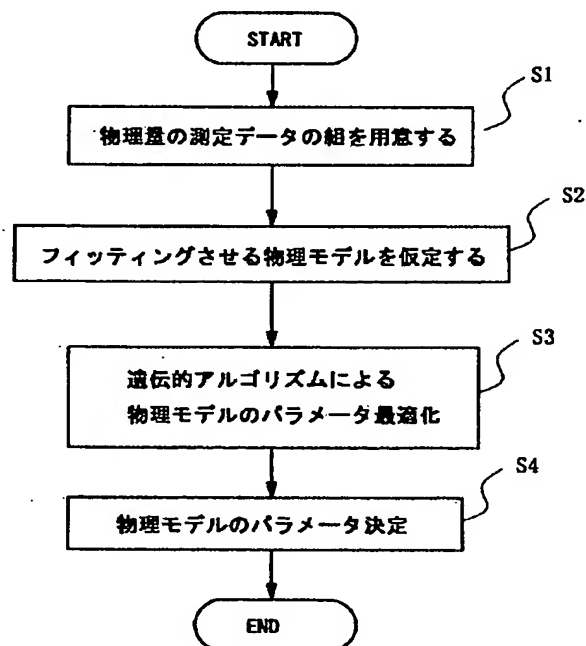 START
S1
物理量の測定データの組を用意する
S2
フィッティングさせる物理モデルを仮定する
S3
遺伝的アルゴリズムによる
物理モデルのパラメータ最適化
S4
物理モデルのパラメータ決定
END